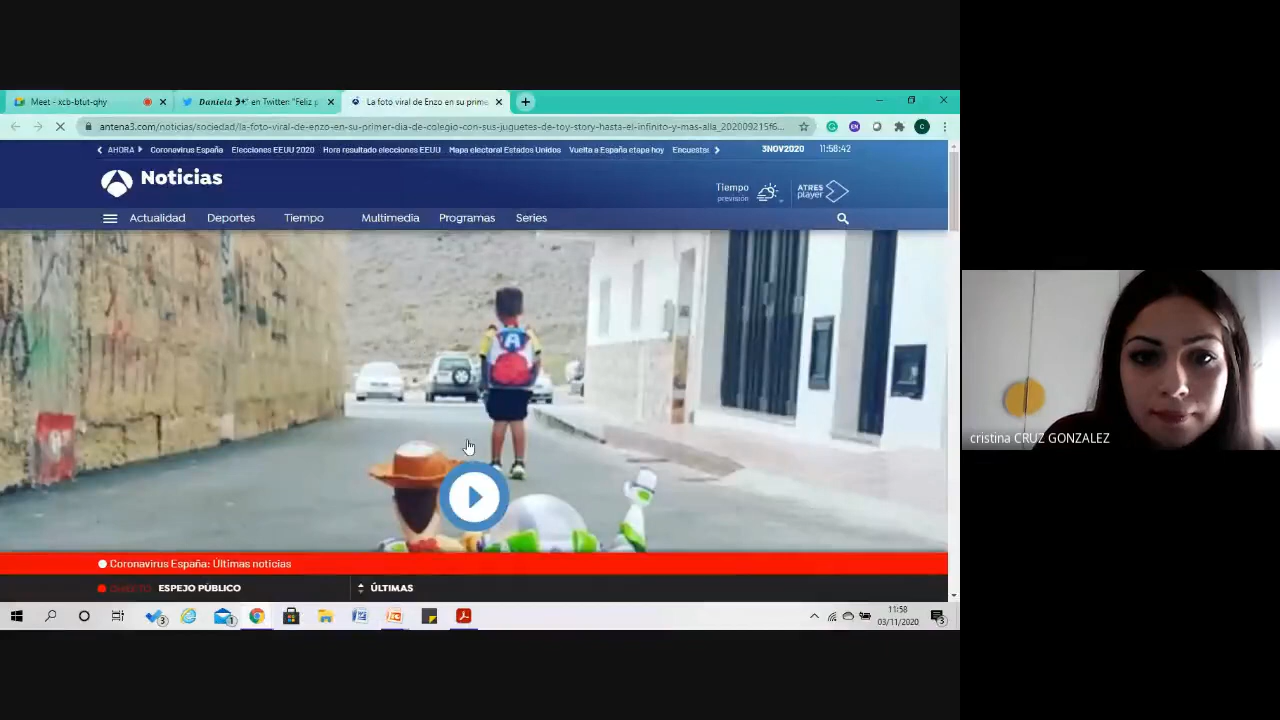 Meet - xcb-btut-qhy
Daniela
en Twitter: "Feliz p
La foto viral de Enzo en su prime
antena3.com/noticias/sociedad/la-foto-viral-de-enzo-en-su-primer-dia-de-colegio-con-sus-juguetes-de-toy-story-hasta-el-infinito-y-mas-alla_202009215f6...
AHORA Coronavirus España Elecciones EEUU 2020 Hora resultado elecciones EEUU Mapa electoral Estados Unidos Vuelta a España etapa hoy Encuestas 3NOV2020 11:58:42
Noticias
Tiempo
previsión
ATRES
player
Actualidad Deportes Tiempo Multimedia Programas Series
A
cristina CRUZ GONZALEZ
Coronavirus España: Últimas noticias
DIRECTO ESPEJO PÚBLICO ÚLTIMAS
11:58
03/11/2020